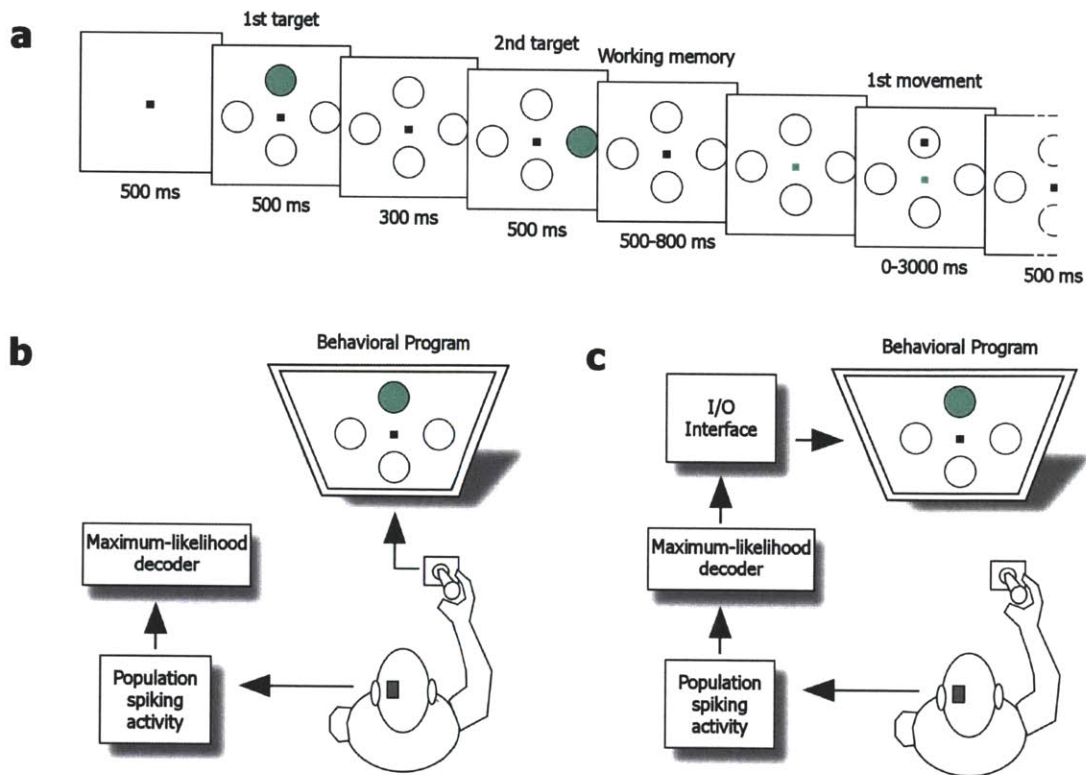 a
1st target
2nd target
Working memory
1st movement
500 ms
500 ms
300 ms
500 ms
500-800 ms
0-3000 ms
500 ms
b
Behavioral Program
Maximum-likelihood
decoder
Population
spiking
activity
c
Behavioral Program
I/O
Interface
Maximum-likelihood
decoder
Population
spiking
activity